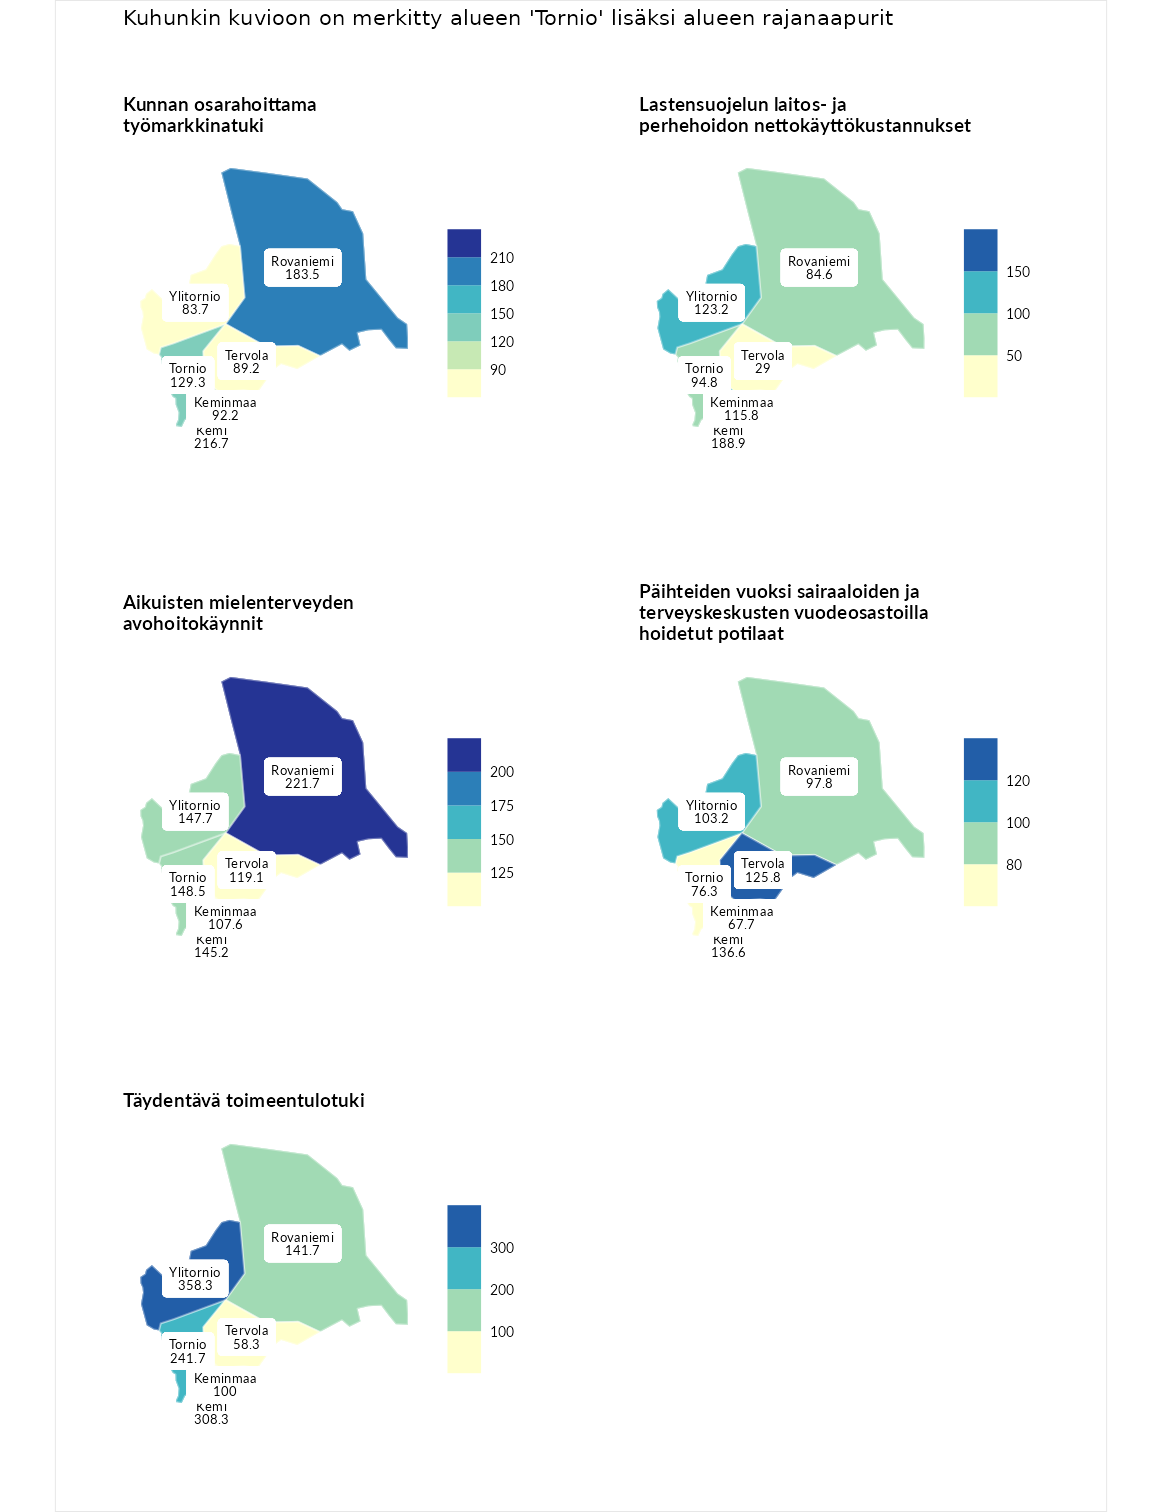 Kuhunkin kuvioon on merkitty alueen 'Tornio' lisäksi alueen rajanaapurit
Kunnan osarahoittama
työmarkkinatuki
Rovaniemi
183.5
Ylitornio
83.7
Tervola
89.2
Tornio
129.3
Keminmaa
92.2
Kemi
216.7
210
180
150
120
90
Lastensuojelun laitos- ja
perhehoidon nettokäyttökustannukset
Rovaniemi
84.6
Ylitornio
123.2
Tervola
29
Tornio
94.8
Keminmaa
115.8
Kemi
188.9
150
100
50
Aikuisten mielenterveyden
avohoitokäynnit
Rovaniemi
221.7
Ylitornio
147.7
Tervola
119.1
Tornio
148.5
Keminmaa
107.6
Kemi
145.2
200
175
150
125
Päihteiden vuoksi sairaaloiden ja
terveyskeskusten vuodeosastoilla
hoidetut potilaat
Rovaniemi
97.8
Ylitornio
103.2
Tervola
125.8
Tornio
76.3
Keminmaa
67.7
Kemi
136.6
120
100
80
Täydentävä toimeentulotuki
Rovaniemi
141.7
Ylitornio
358.3
Tervola
58.3
Tornio
241.7
Keminmaa
100
Kemi
308.3
300
200
100